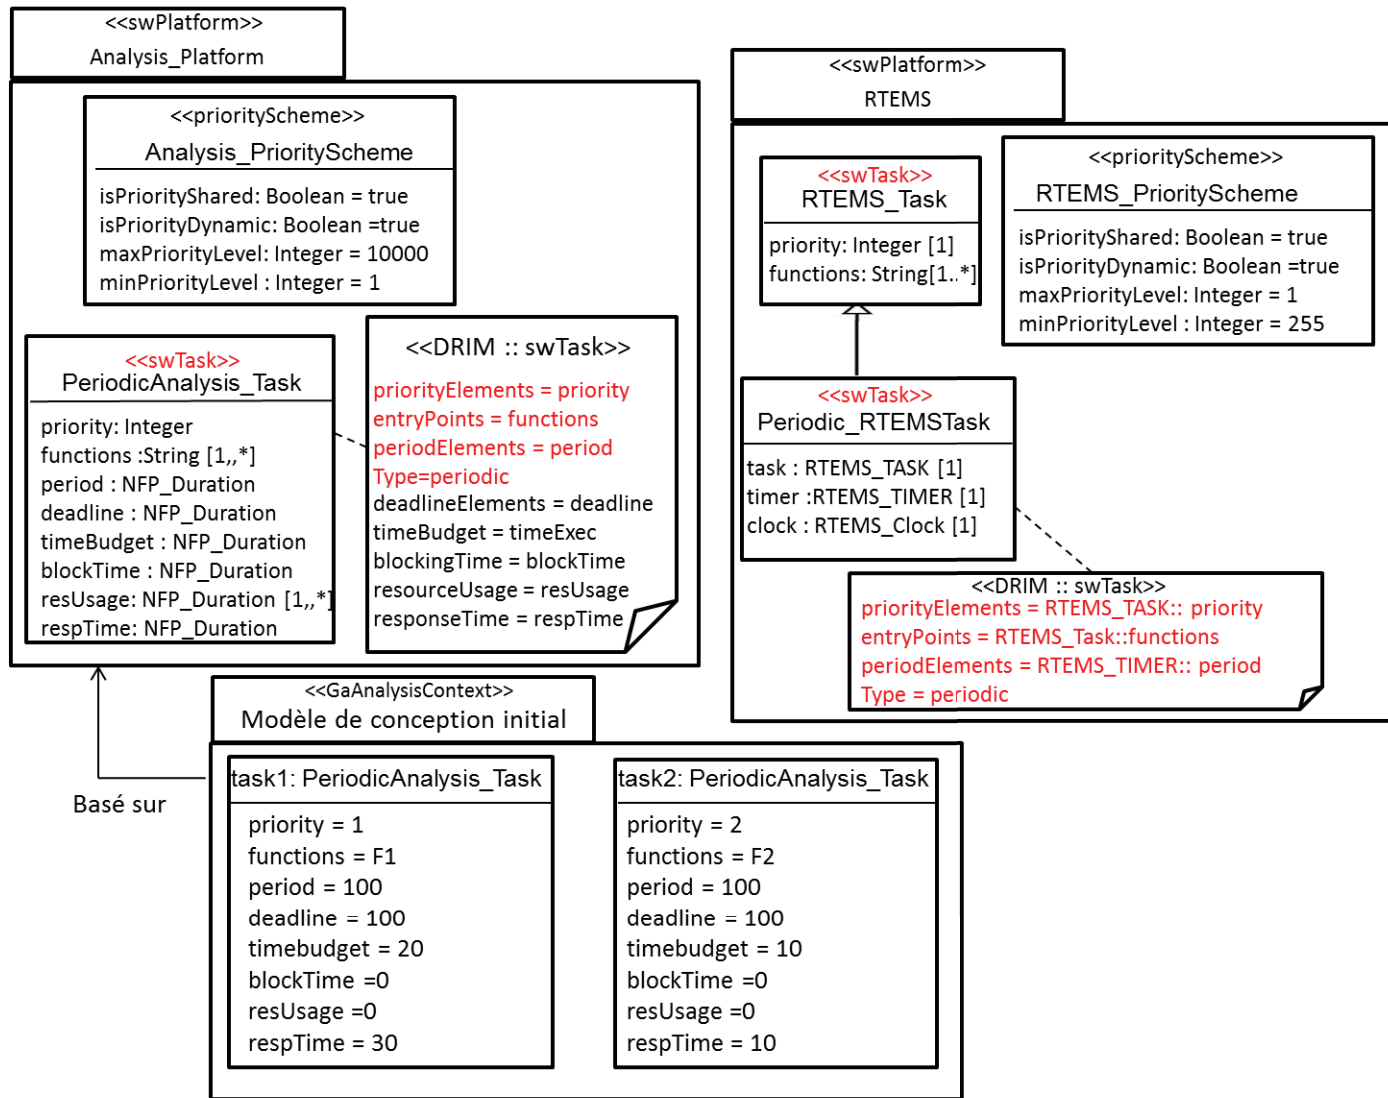 <<swPlatform>>
Analysis_Platform
<<priorityScheme>>
Analysis_PriorityScheme
isPriorityShared: Boolean = true
isPriorityDynamic: Boolean =true
maxPriorityLevel: Integer = 10000
minPriorityLevel : Integer = 1
<<swTask>>
PeriodicAnalysis_Task
priority: Integer
functions :String [1,,*]
period : NFP_Duration
deadline : NFP_Duration
timeBudget : NFP_Duration
blockTime : NFP_Duration
resUsage: NFP_Duration [1,,*]
respTime: NFP_Duration
<<DRIM :: swTask>>
priorityElements = priority
entryPoints = functions
periodElements = period
Type=periodic
deadlineElements = deadline
timeBudget = timeExec
blockingTime = blockTime
resourceUsage = resUsage
responseTime = respTime
<<swPlatform>>
RTEMS
<<swTask>>
RTEMS_Task
priority: Integer [1]
functions: String[1..*]
<<priorityScheme>>
RTEMS_PriorityScheme
isPriorityShared: Boolean = true
isPriorityDynamic: Boolean =true
maxPriorityLevel: Integer = 1
minPriorityLevel : Integer = 255
<<swTask>>
Periodic_RTEMSTask
task : RTEMS_TASK [1]
timer :RTEMS_TIMER [1]
clock : RTEMS_Clock [1]
<<DRIM :: swTask>>
priorityElements = RTEMS_TASK:: priority
entryPoints = RTEMS_Task::functions
periodElements = RTEMS_TIMER:: period
Type = periodic
Basé sur
<<GaAnalysisContext>>
Modèle de conception initial
task1: PeriodicAnalysis_Task
priority = 1
functions = F1
period = 100
deadline = 100
timebudget = 20
blockTime =0
resUsage =0
respTime = 30
task2: PeriodicAnalysis_Task
priority = 2
functions = F2
period = 100
deadline = 100
timebudget = 10
blockTime =0
resUsage =0
respTime = 10